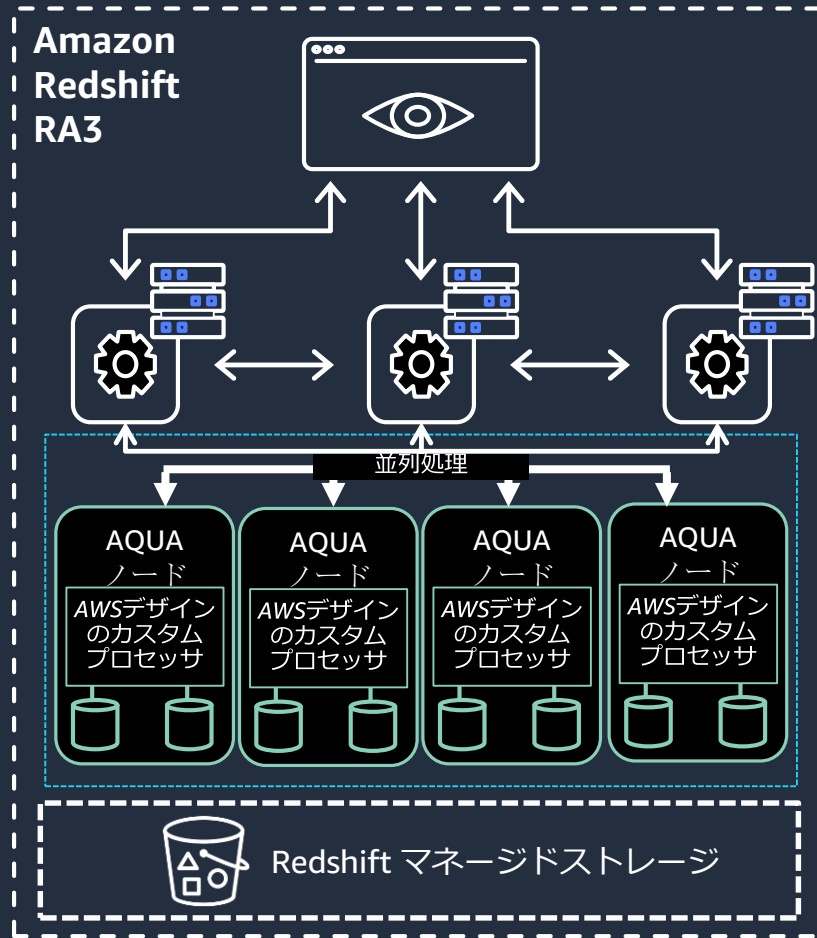 Amazon
Redshift
RA3
並列処理
AQUA
ノード
AWSデザイン
のカスタム
プロセッサ
AQUA
ノード
AWSデザイン
のカスタム
プロセッサ
AQUA
ノード
AWSデザイン
のカスタム
プロセッサ
AQUA
ノード
AWSデザイン
のカスタム
プロセッサ
Redshift マネージドストレージ